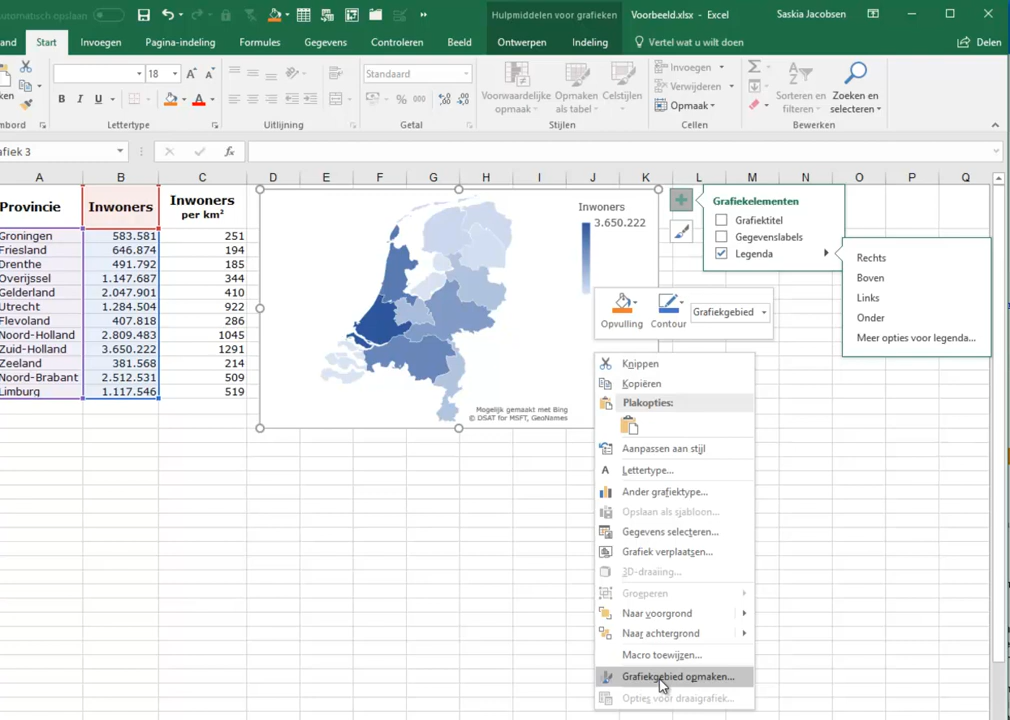 utomatisch opslaan
Hulpmiddelen voor grafieken
Voorbeeld.xlsx - Excel
Saskia Jacobsen
and
Start
Invoegen
Pagina-indeling
Formules
Gegevens
Controleren
Beeld
Ontwerpen
Indeling
Vertel wat u wilt doen
Delen
18
Standaard
Invoegen
Verwijderen
Opmaak
ken
B I U
% 000
Voorwaardelijke opmaak
Opmaken als tabel
Celstijlen
Sorteren en filteren
Zoeken en selecteren
mbord
Lettertype
Uitlijning
Getal
Stijlen
Cellen
Bewerken
afiek 3
fx
A B C D E F G H I J K L M N O P Q
Provincie Inwoners Inwoners per km²
Groningen 583.581 251
Friesland 646.874 194
Drenthe 491.792 185
Overijssel 1.147.687 344
Gelderland 2.047.901 410
Utrecht 1.284.504 922
Flevoland 407.818 286
Noord-Holland 2.809.483 1045
Zuid-Holland 3.650.222 1291
Zeeland 381.568 214
Noord-Brabant 2.512.531 509
Limburg 1.117.546 519
Inwoners
3.650.222
Mogelijk gemaakt met Bing
© DSAT for MSFT, GeoNames
Grafiekelementen
Grafiektitel
Gegevenslabels
Legenda
Rechts
Boven
Links
Onder
Meer opties voor legenda...
Opvulling
Contour
Grafiekgebied
Knippen
Kopiëren
Plakopties:
Aanpassen aan stijl
A Lettertype...
Ander grafiektype...
Opslaan als sjabloon...
Gegevens selecteren...
Grafiek verplaatsen...
3D-draaiing...
Groeperen
Naar voorgrond
Naar achtergrond
Macro toewijzen...
Grafiekgebied opmaken...
Opties voor draaigrafiek...